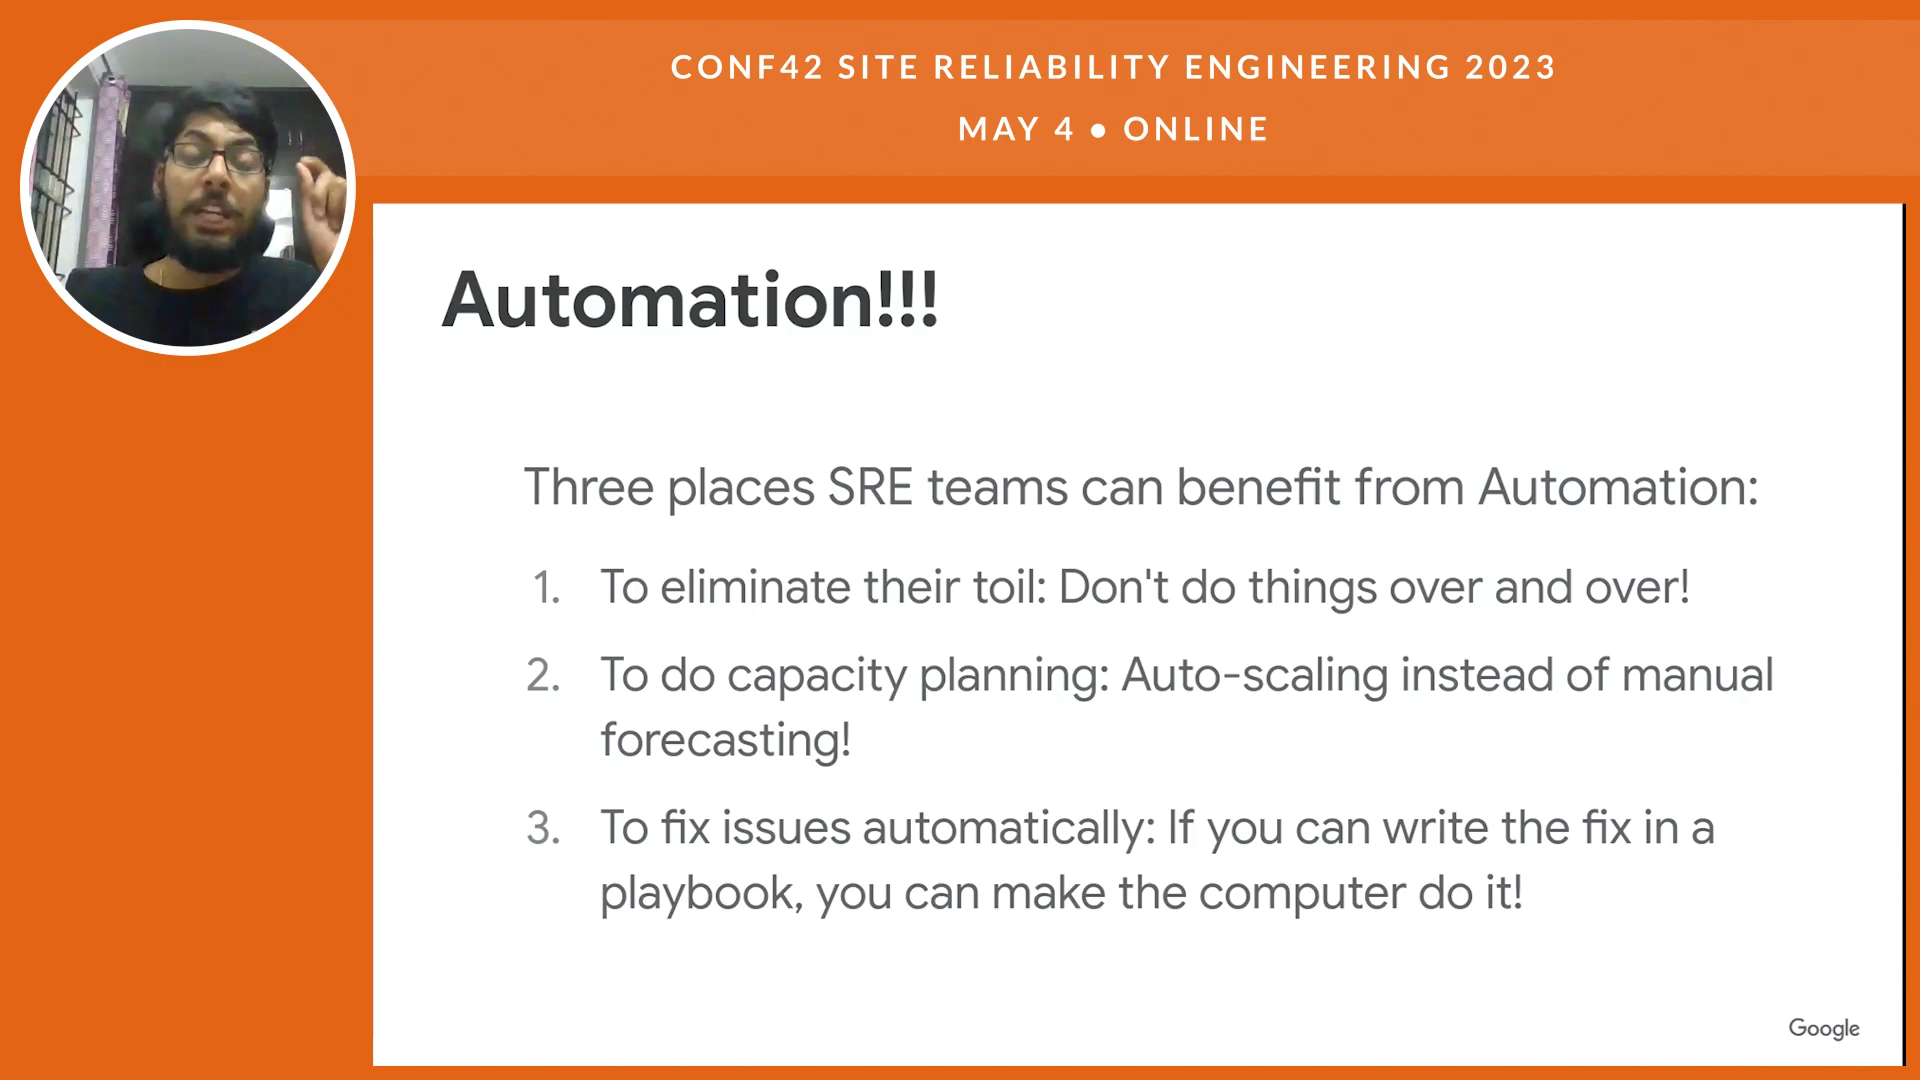 CONF42 SITE RELIABILITY ENGINEERING 2023
MAY 4 • ONLINE
Automation!!!
Three places SRE teams can benefit from Automation:
1. To eliminate their toil: Don't do things over and over!
2. To do capacity planning: Auto-scaling instead of manual
forecasting!
3. To fix issues automatically: If you can write the fix in a
playbook, you can make the computer do it!
Google